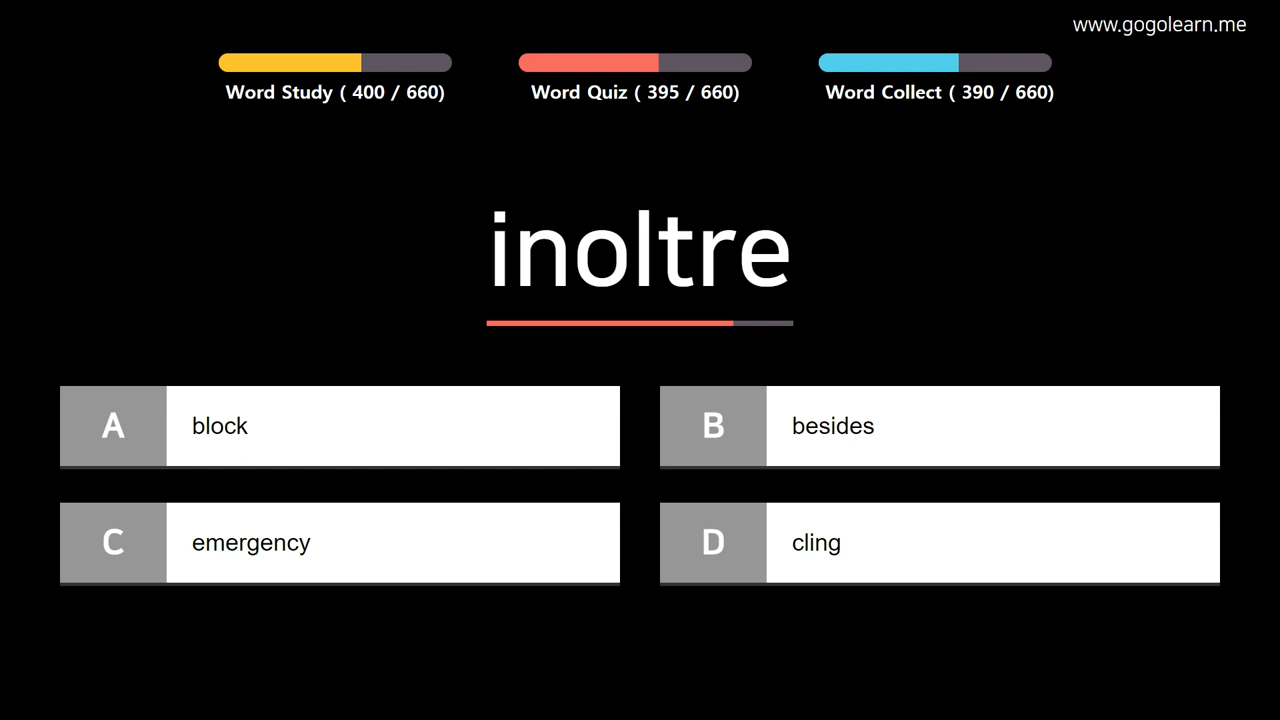 www.gogolearn.me
Word Study ( 400 / 660)
Word Quiz ( 395 / 660)
Word Collect ( 390 / 660)
inoltre
A block
B besides
C emergency
D cling